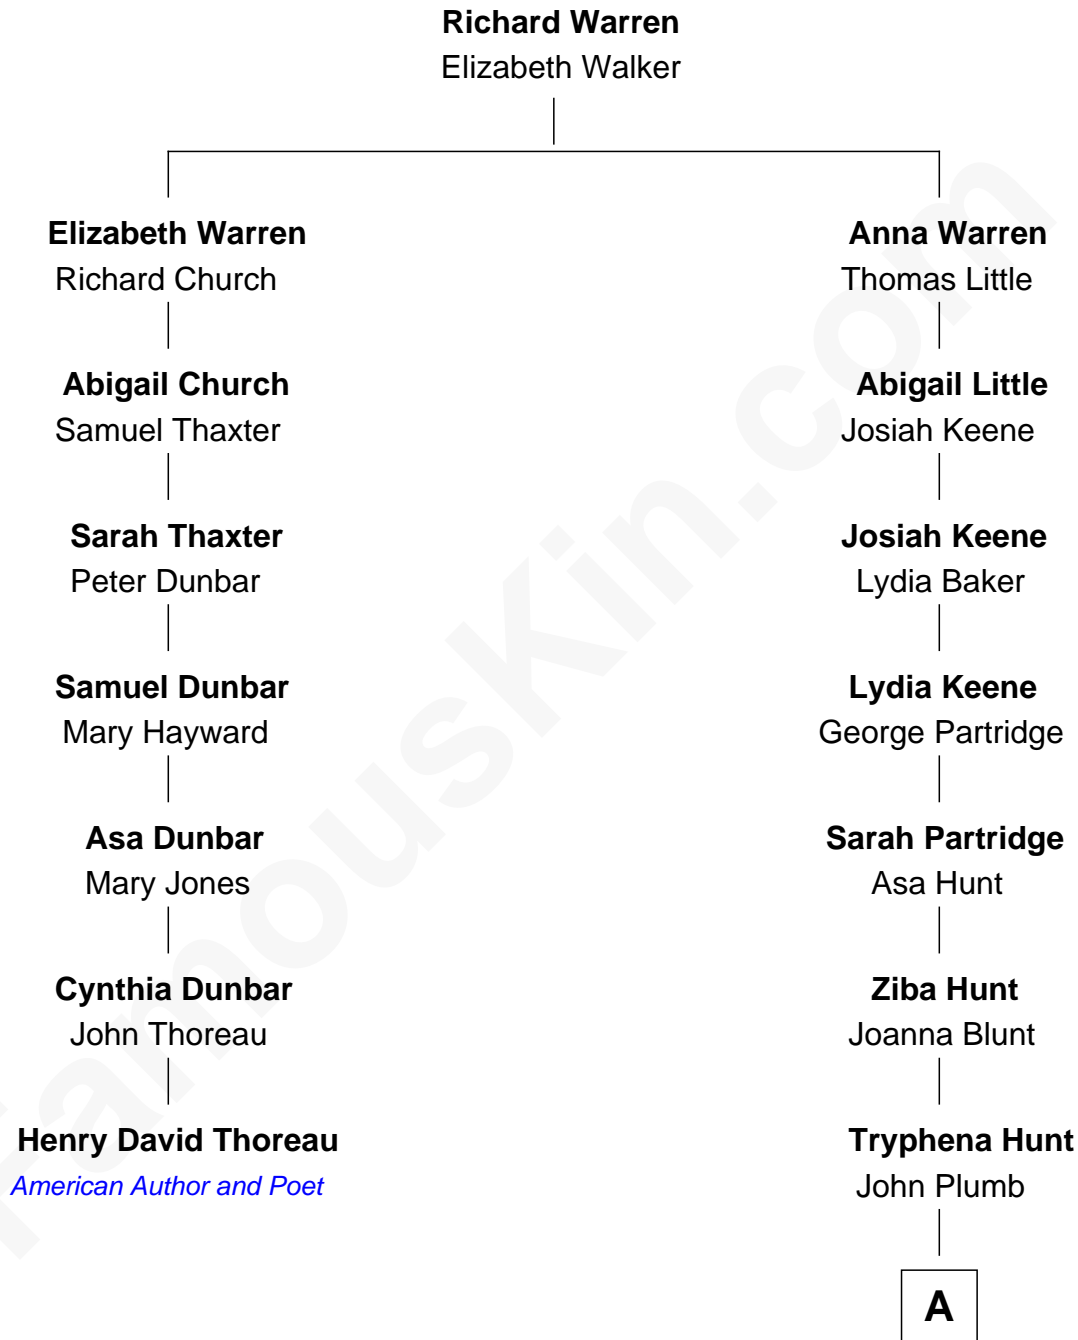 Richard Warren
Elizabeth Walker
Elizabeth Warren
Richard Church
Anna Warren
Thomas Little
Abigail Church
Samuel Thaxter
Abigail Little
Josiah Keene
Sarah Thaxter
Peter Dunbar
Josiah Keene
Lydia Baker
Samuel Dunbar
Mary Hayward
Lydia Keene
George Partridge
Asa Dunbar
Mary Jones
Sarah Partridge
Asa Hunt
Cynthia Dunbar
John Thoreau
Ziba Hunt
Joanna Blunt
Henry David Thoreau
American Author and Poet
Tryphena Hunt
John Plumb
A
FamousKin.com